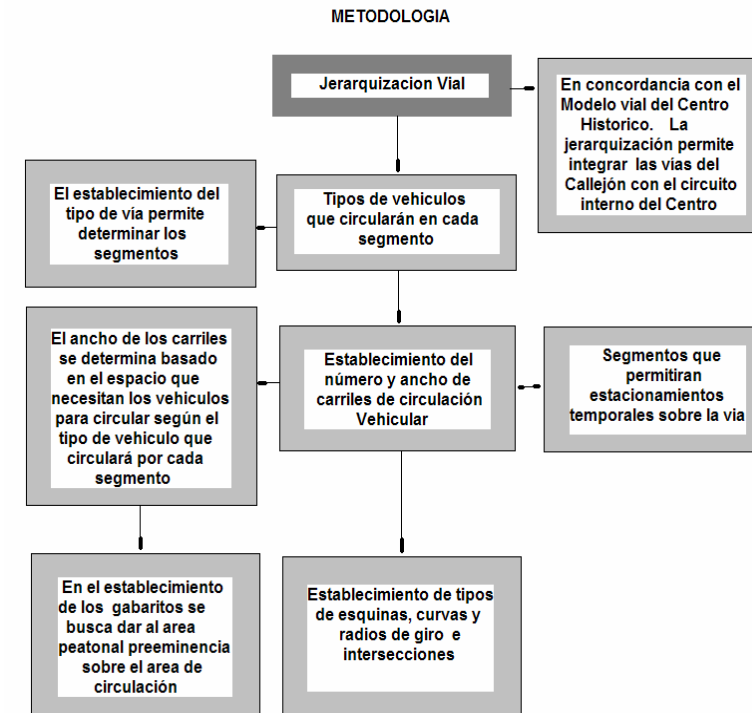 METODOLOGIA
Jerarquizacion Vial
En concordancia con el
Modelo vial del Centro
Historico. La
jerarquización permite
integrar las vias del
Callejón con el circuito
interno del Centro
El establecimiento del
tipo de vía permite
determinar los
segmentos
Tipos de vehiculos
que circularán en cada
segmento
El ancho de los carriles
se determina basado
en el espacio que
necesitan los vehiculos
para circular según el
tipo de vehiculo que
circulará por cada
segmento
Establecimiento del
número y ancho de
carriles de circulación
Vehicular
Segmentos que
permitiran
estacionamientos
temporales sobre la via
En el establecimiento
de los gabaritos se
busca dar al area
peatonal preeminencia
sobre el area de
circulación
Establecimiento de tipos
de esquinas, curvas y
radios de giro e
intersecciones